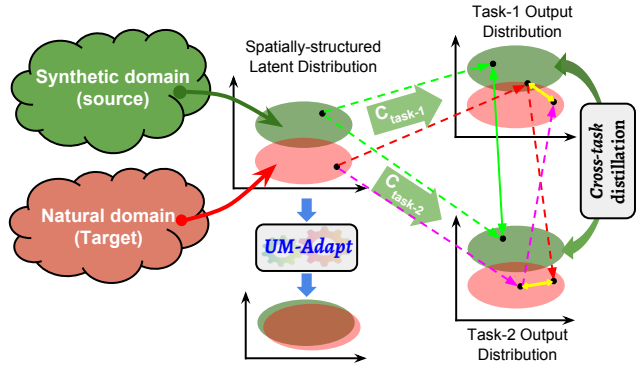 Task-1 Output
Distribution
Spatially-structured
Latent Distribution
Synthetic domain
(source)
C task-1
Natural domain
(Target)
C task-2
Cross-task
distillation
UM-Adapt
Task-2 Output
Distribution